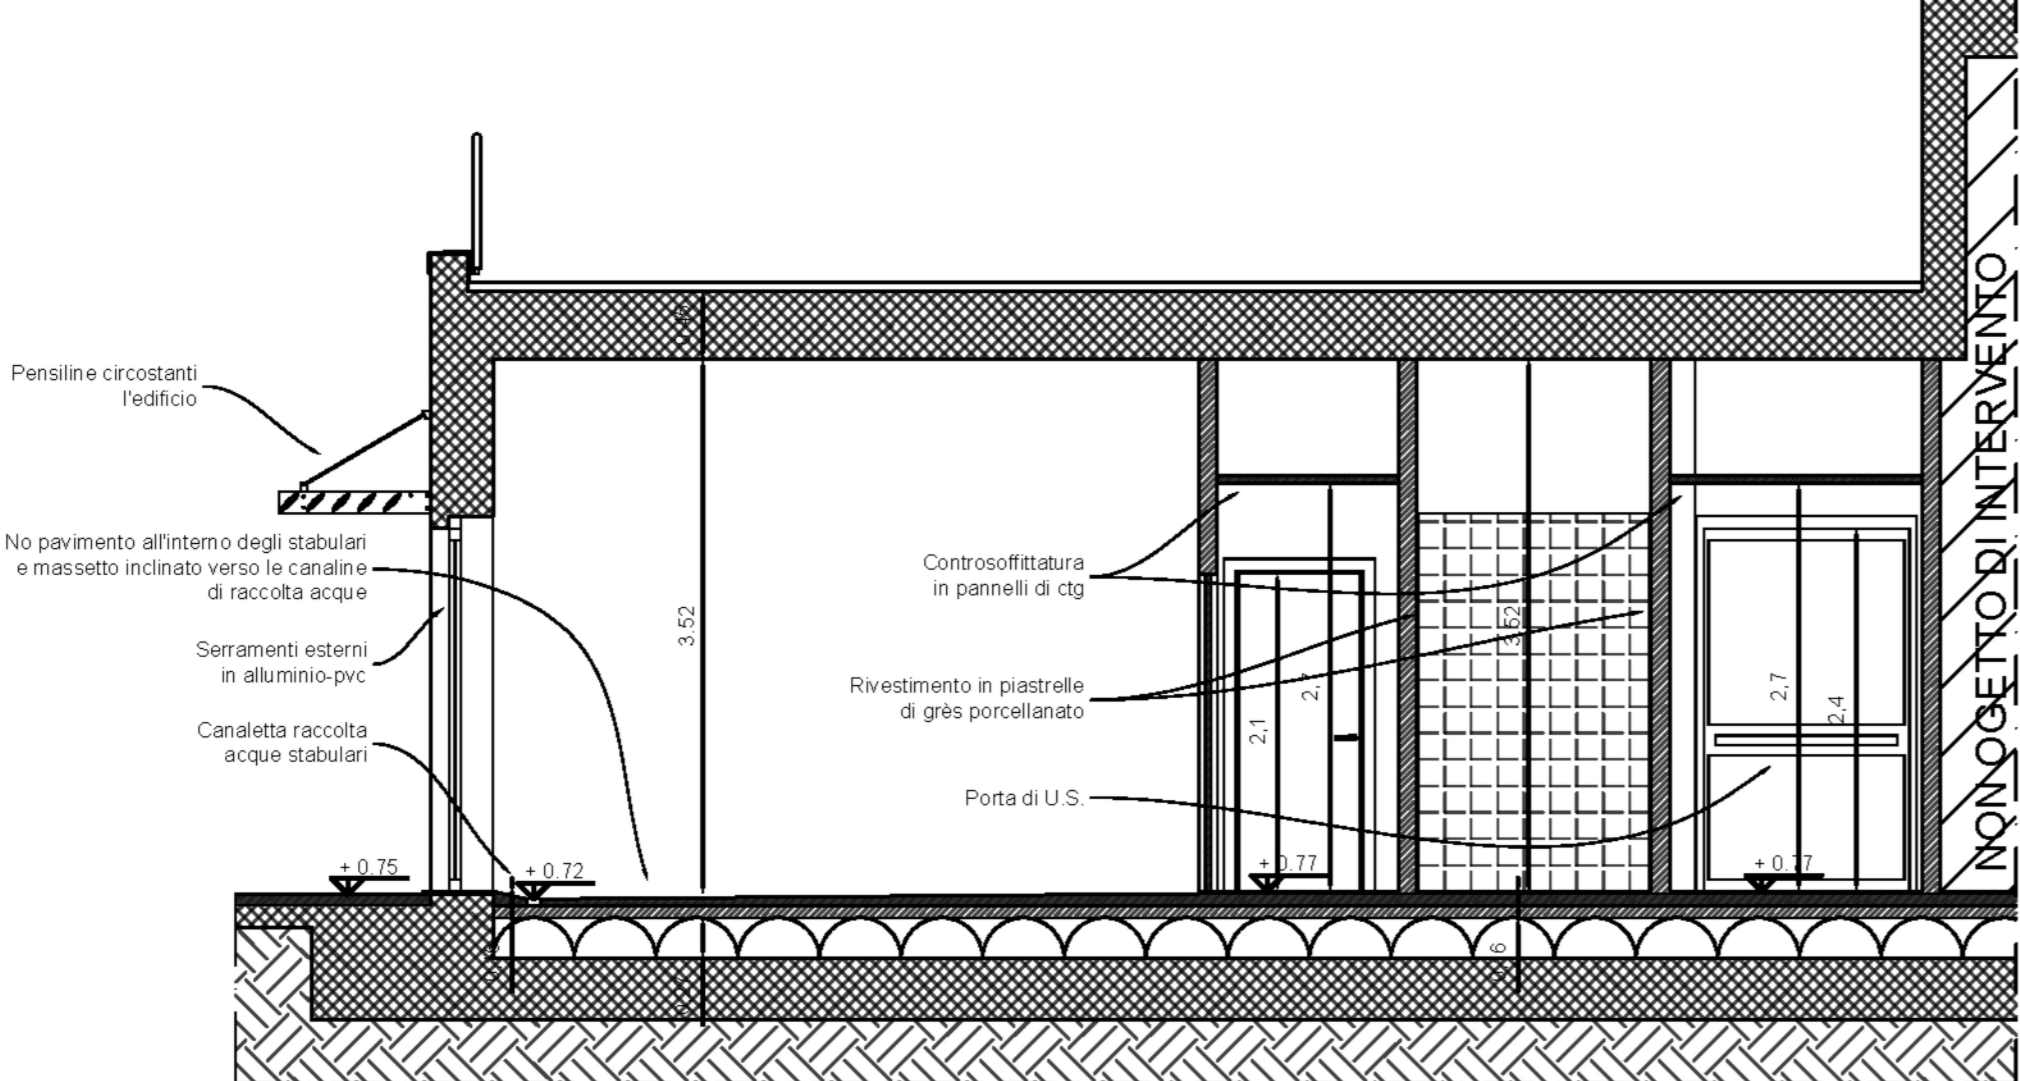 Pensiline circostanti
l'edificio
No pavimento all'interno degli stabulari
e massetto inclinato verso le canaline
di raccolta acque
Serramenti esterni
in alluminio-pvc
Canaletta raccolta
acque stabulari
+ 0.75
+ 0.72
3.52
Controsoffittatura
in pannelli di ctg
Rivestimento in piastrelle
di grès porcellanato
Porta di U.S.
2,1
2,7
+ 0.77
3.52
2,7
2,4
+ 0.77
NON OGETTO DI INTERVENTO